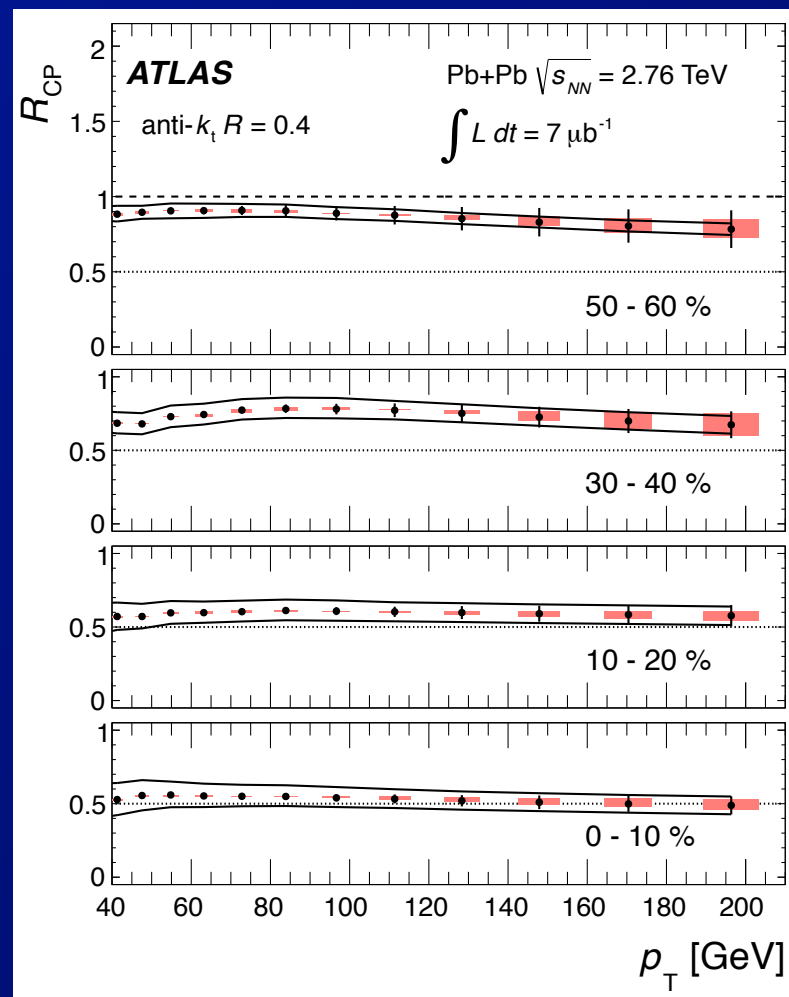 R_CP
2
1.5
1
0.5
0
ATLAS
Pb+Pb √s_NN = 2.76 TeV
anti-k_t R = 0.4
∫ L dt = 7 μb⁻¹
50 - 60 %
1
0.5
0
30 - 40 %
1
0.5
0
10 - 20 %
1
0.5
0
0 - 10 %
40 60 80 100 120 140 160 180 200
p_T [GeV]